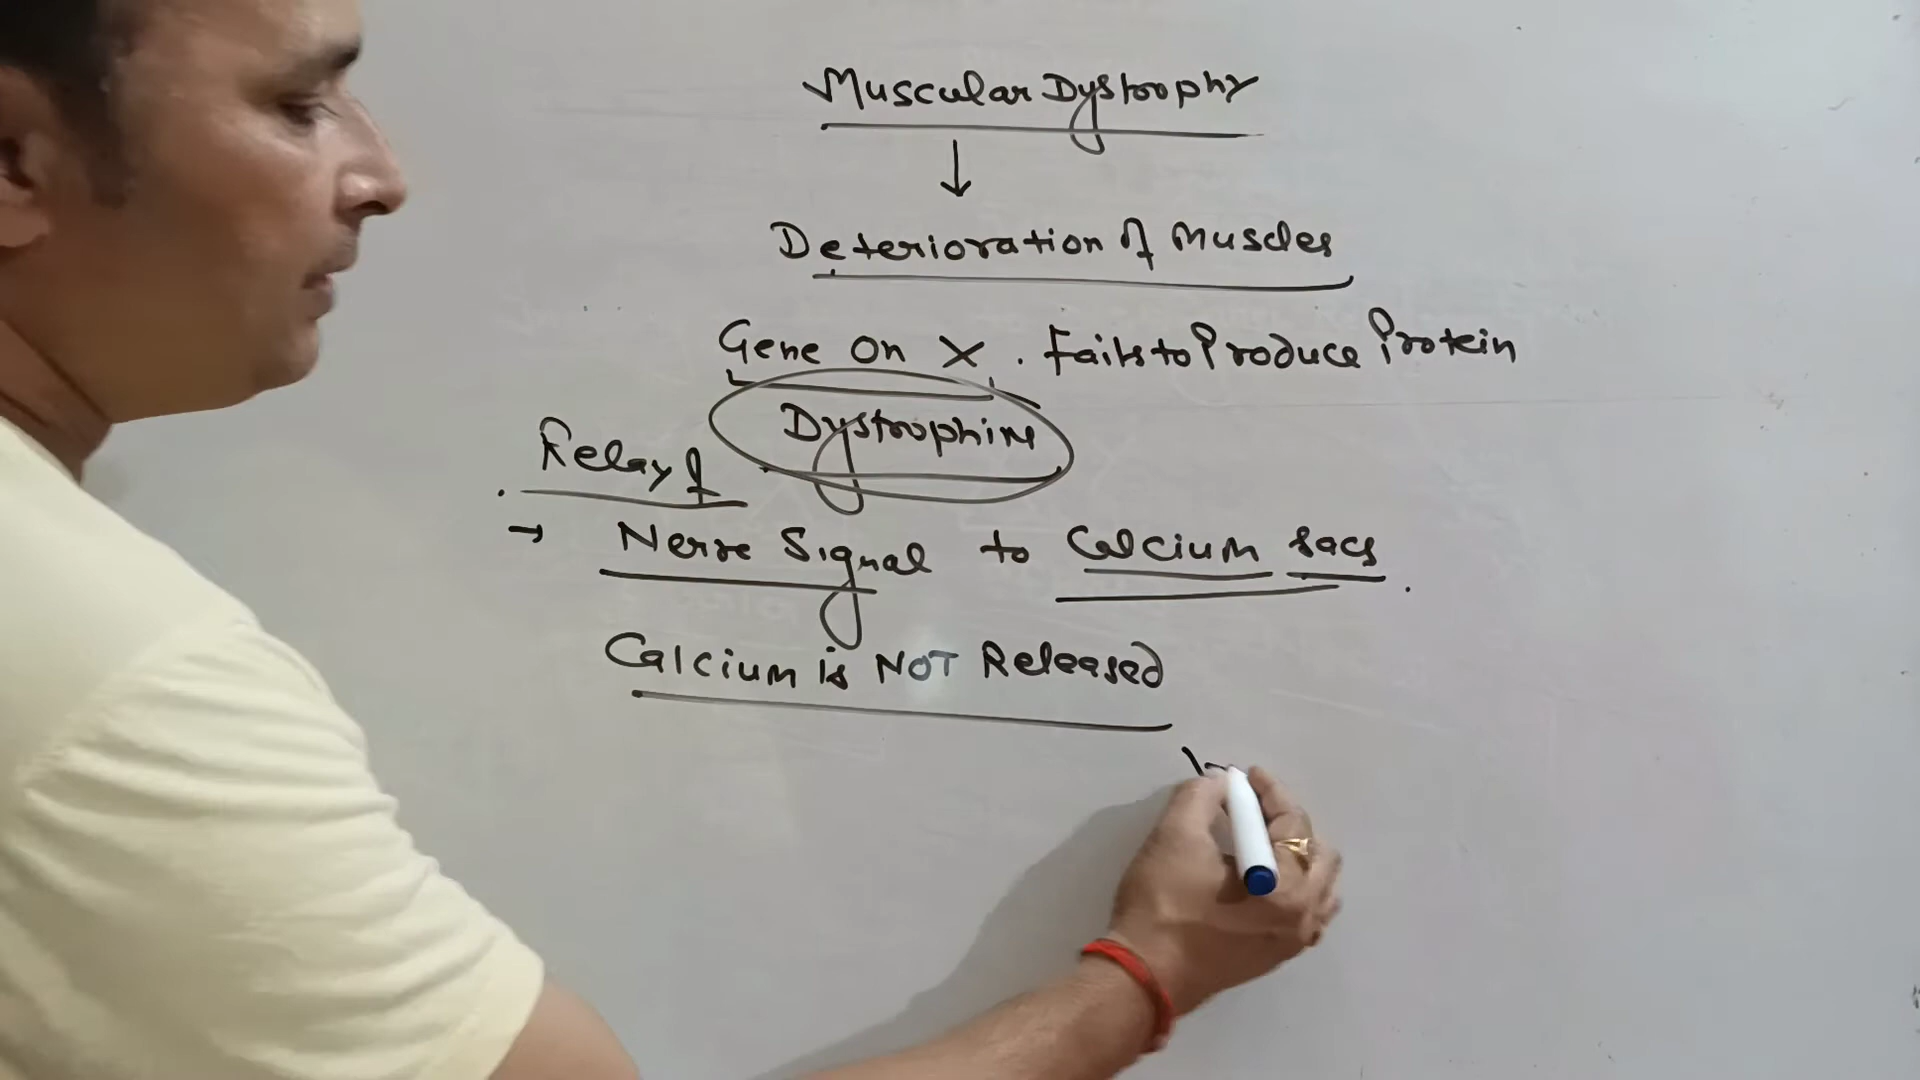 Muscular Dystrophy
↓
Deterioration of Muscles
Gene On X. Fails to Produce Protein
Dystrophine
Relay of
→ Nerve Signal to Calcium Sacs.
Calcium is NOT Released